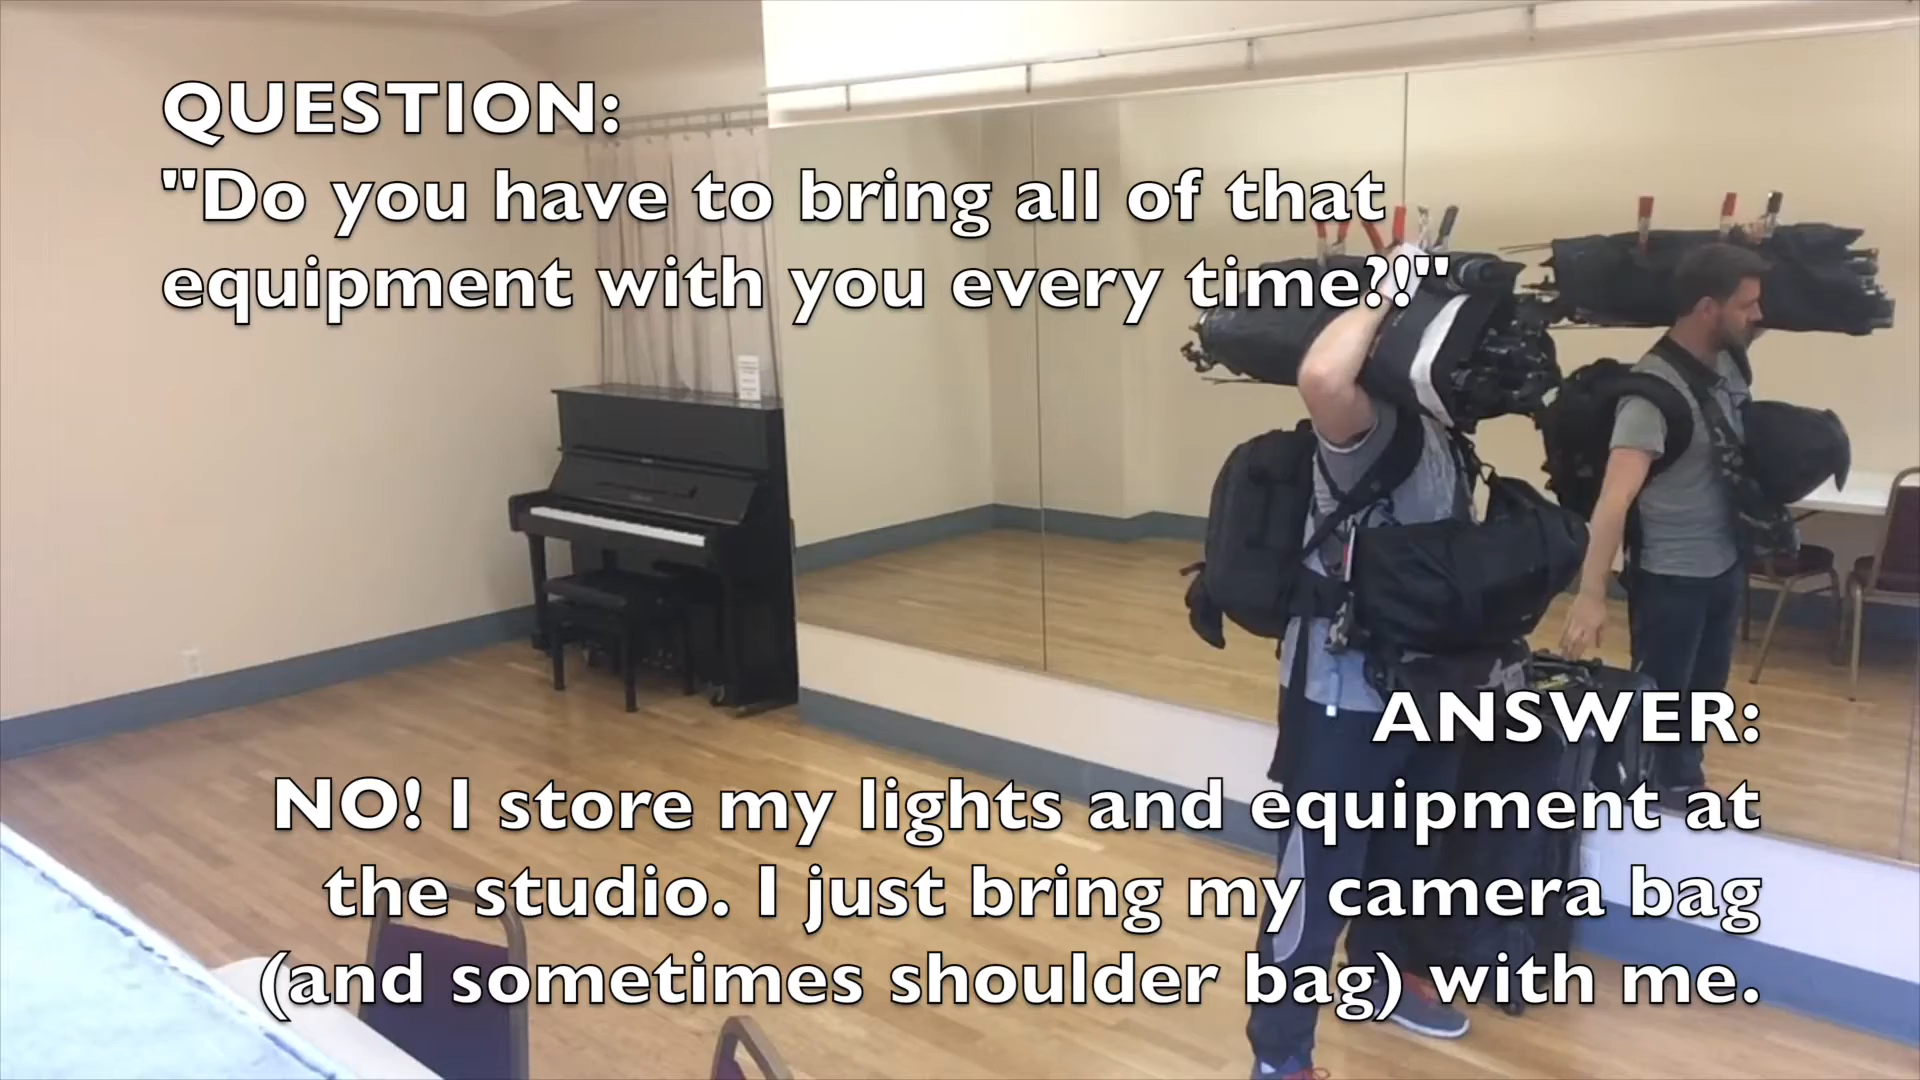 QUESTION:
"Do you have to bring all of that
equipment with you every time?!"
ANSWER:
NO! I store my lights and equipment at
the studio. I just bring my camera bag
(and sometimes shoulder bag) with me.